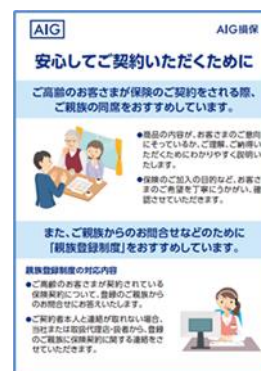 AIG
AIG損保
安心してご契約いただくために
ご高齢のお客さまが保険のご契約をされる際、
ご親族の同席をおすすめしています。
●商品の内容が、お客さまのご意向
にそっているか、ご理解、ご納得い
ただくためにわかりやすく説明い
たします。
●保険のご加入の目的など、お客さ
まのご希望を丁寧にうかがい、確
認させていただきます。
また、ご親族からのお問合せなどのために
「親族登録制度」をおすすめしています。
親族登録制度の対応内容
●ご高齢のお客さまが契約されている
保険契約について、登録のご親族から
のお問合せにお答えいたします。
●ご契約者本人と連絡が取れない場合、
当社または取扱代理店・扱者から、登録
のご親族に保険契約に関する連絡をさ
せていただきます。